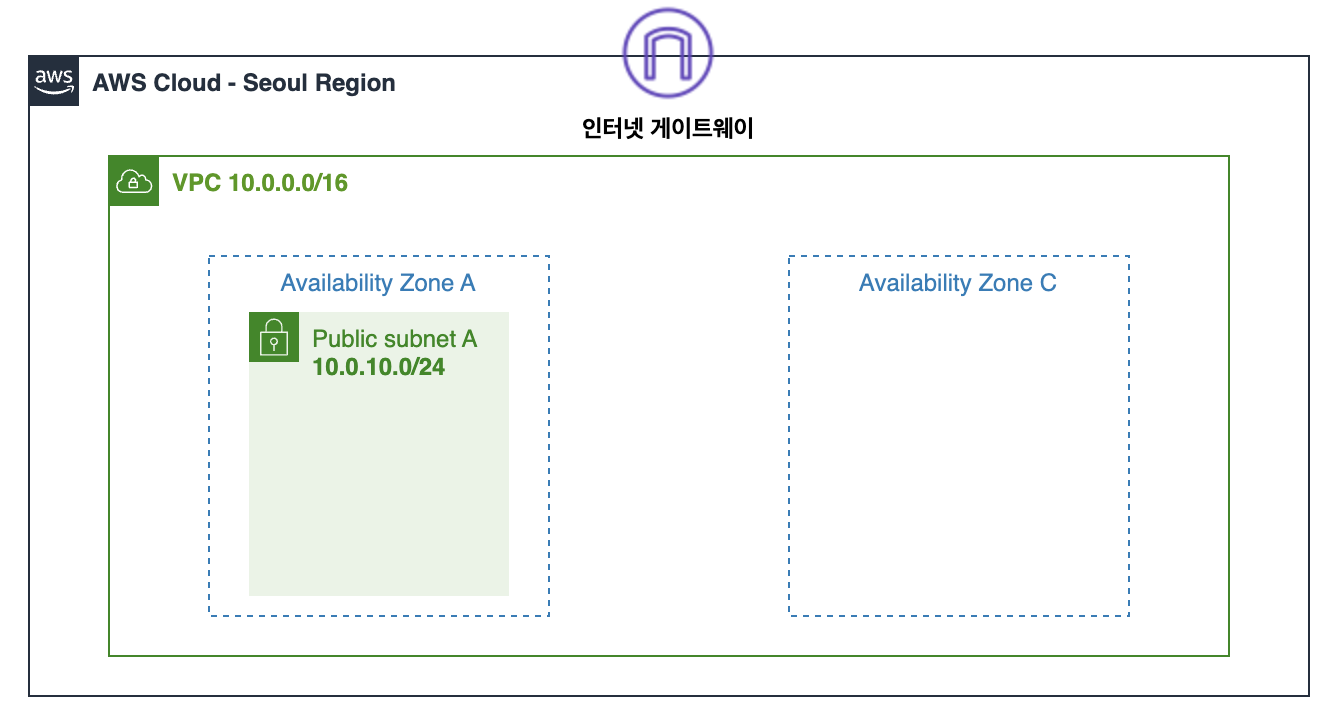 인터넷 게이트웨이
aws
AWS Cloud - Seoul Region
VPC 10.0.0.0/16
Availability Zone A
Public subnet A
10.0.10.0/24
Availability Zone C